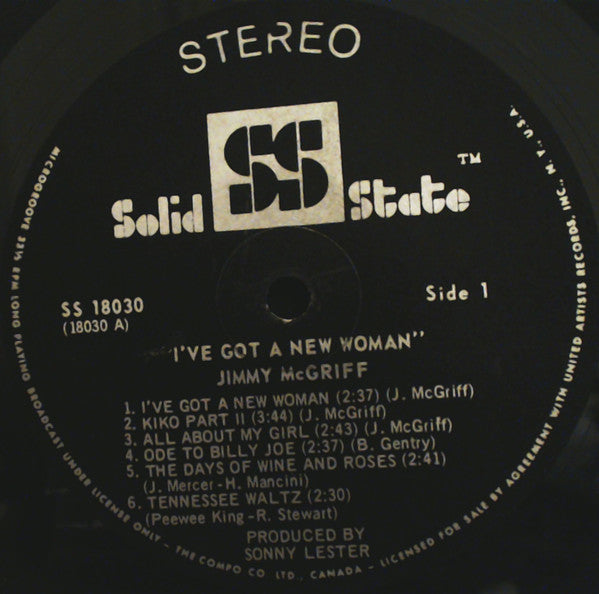 STEREO
SS
Solid State™
SS 18030
(18030 A)
Side 1
"I'VE GOT A NEW WOMAN"
JIMMY McGRIFF
1. I'VE GOT A NEW WOMAN (2:37) (J. McGriff)
2. KIKO PART II (3:44) (J. McGriff)
3. ALL ABOUT MY GIRL (2:43) (J. McGriff)
4. ODE TO BILLY JOE (2:37) (B. Gentry)
5. THE DAYS OF WINE AND ROSES (2:41)
(J. Mercer-H. Mancini)
6. TENNESSEE WALTZ (2:30)
(Peewee King-R. Stewart)
PRODUCED BY
SONNY LESTER
MICROGROOVE 33⅓ RPM LONG PLAYING BROADCAST UNDER LICENSE ONLY - THE COMPO CO LTD., CANADA - LICENSED FOR SALE BY AGREEMENT WITH UNITED ARTISTS RECORDS, INC., N. Y., U.S.A.